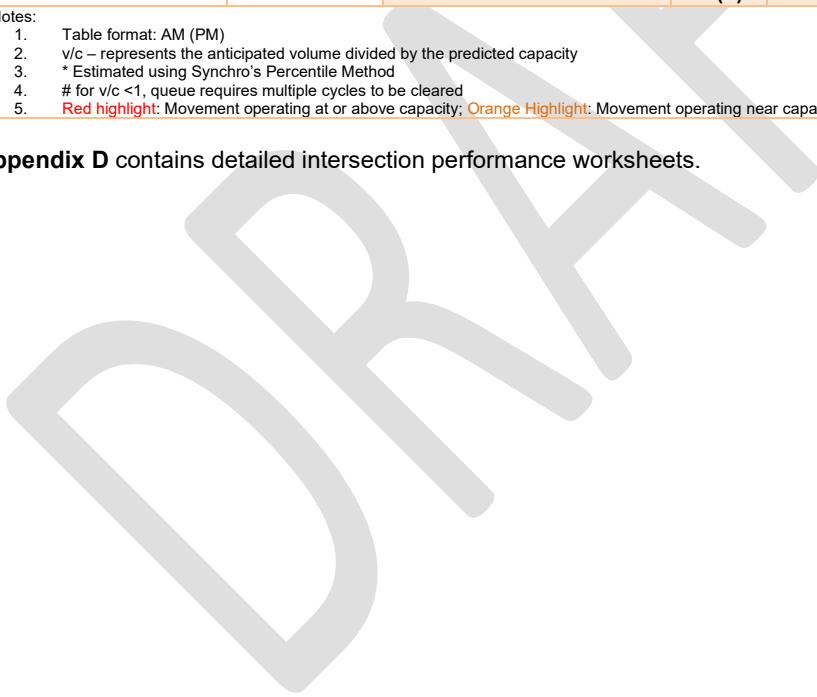 Notes:
1. Table format: AM (PM)
2. v/c – represents the anticipated volume divided by the predicted capacity
3. * Estimated using Synchro's Percentile Method
4. # for v/c <1, queue requires multiple cycles to be cleared
5. Red highlight: Movement operating at or above capacity; Orange Highlight: Movement operating near capa
ppendix D contains detailed intersection performance worksheets.
DRAF